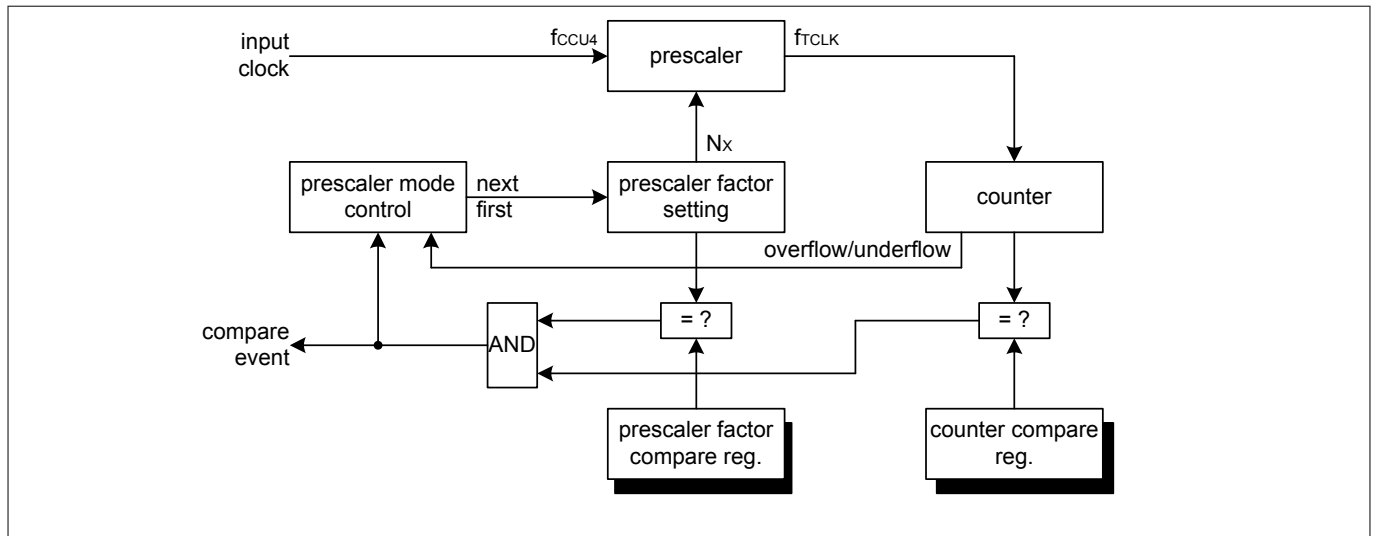 input
clock
fCCU4
prescaler
fTCLK
NX
prescaler mode
control
next
first
prescaler factor
setting
counter
overflow/underflow
compare
event
AND
= ?
= ?
prescaler factor
compare reg.
counter compare
reg.